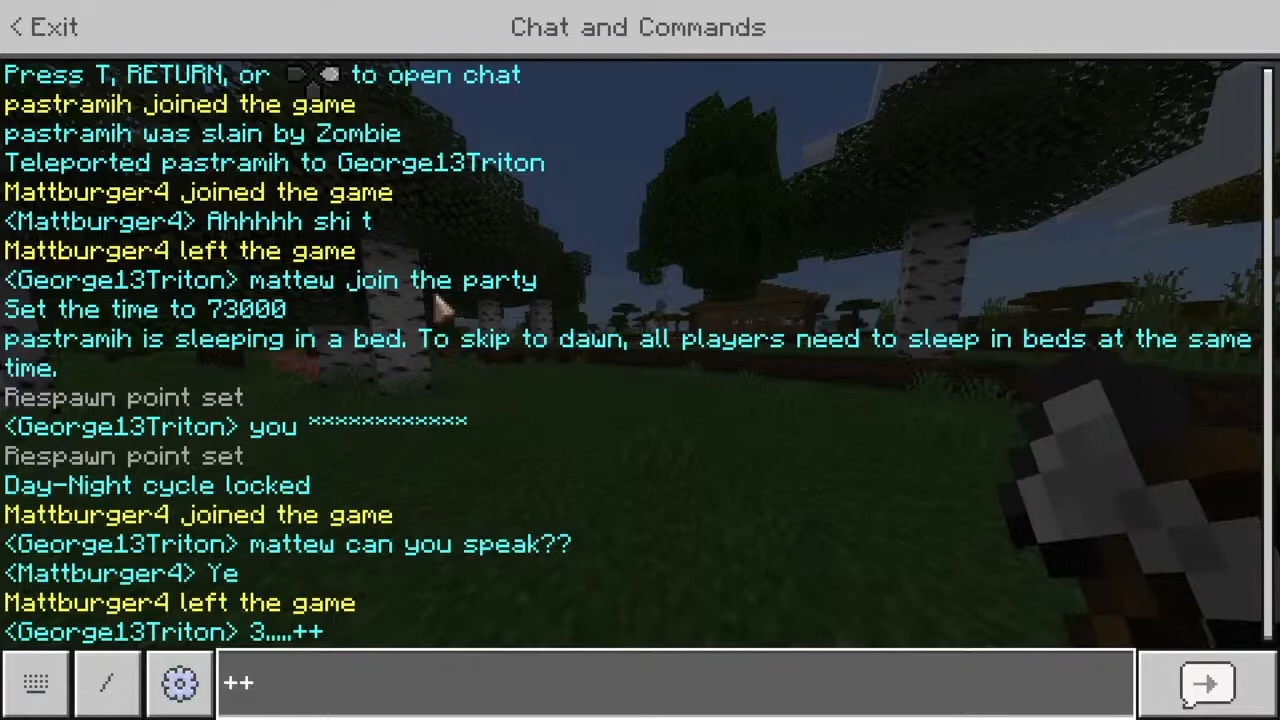 < Exit
Chat and Commands
Press T, RETURN, or to open chat
pastramih joined the game
pastramih was slain by Zombie
Teleported pastramih to George13Triton
Mattburger4 joined the game
<Mattburger4> Ahhhhh shi t
Mattburger4 left the game
<George13Triton> mattew join the party
Set the time to 73000
pastramih is sleeping in a bed. To skip to dawn, all players need to sleep in beds at the same
time.
Respawn point set
<George13Triton> you ************
Respawn point set
Day-Night cycle locked
Mattburger4 joined the game
<George13Triton> mattew can you speak??
<Mattburger4> Ye
Mattburger4 left the game
<George13Triton> 3.....++
/
++